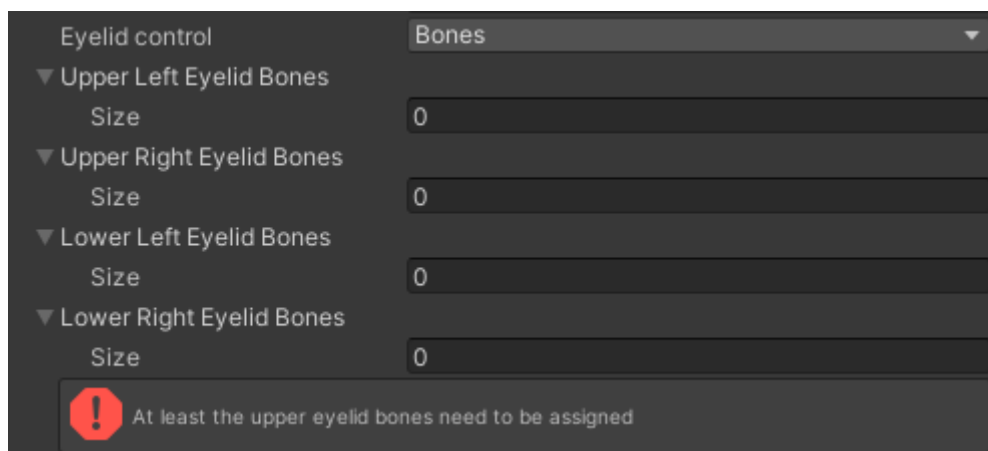 Eyelid control Bones
Upper Left Eyelid Bones
Size 0
Upper Right Eyelid Bones
Size 0
Lower Left Eyelid Bones
Size 0
Lower Right Eyelid Bones
Size 0
At least the upper eyelid bones need to be assigned